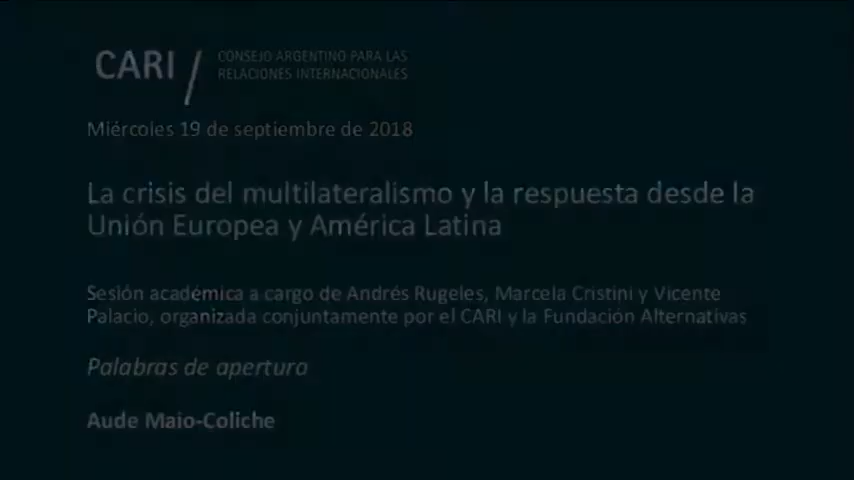 CARI
CONSEJO ARGENTINO PARA LAS
RELACIONES INTERNACIONALES
Miércoles 19 de septiembre de 2018
La crisis del multilateralismo y la respuesta desde la
Unión Europea y América Latina
Sesión académica a cargo de Andrés Rugeles, Marcela Cristini y Vicente
Palacio, organizada conjuntamente por el CARI y la Fundación Alternativas
Palabras de apertura
Aude Maio-Coliche